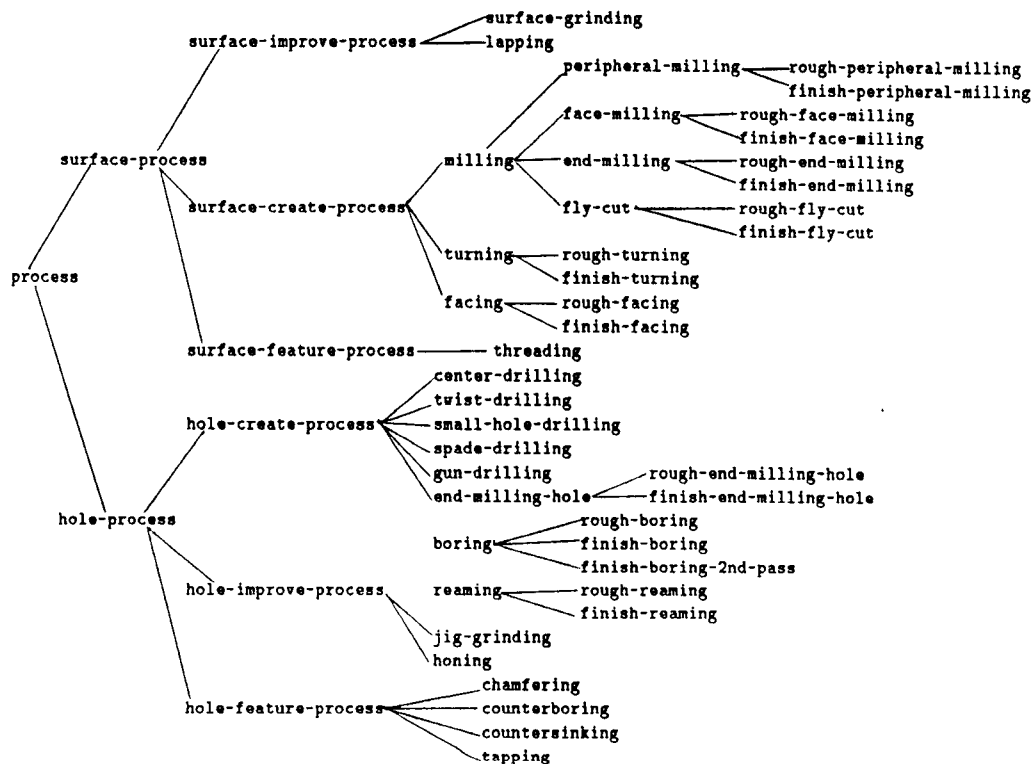 surface-grinding
surface-improve-process
lapping
peripheral-milling
rough-peripheral-milling
finish-peripheral-milling
face-milling
rough-face-milling
finish-face-milling
surface-process
milling
end-milling
rough-end-milling
finish-end-milling
surface-create-process
fly-cut
rough-fly-cut
finish-fly-cut
turning
rough-turning
process
finish-turning
facing
rough-facing
finish-facing
surface-feature-process
threading
center-drilling
twist-drilling
hole-create-process
small-hole-drilling
spade-drilling
gun-drilling
rough-end-milling-hole
end-milling-hole
finish-end-milling-hole
hole-process
rough-boring
boring
finish-boring
finish-boring-2nd-pass
hole-improve-process
reaming
rough-reaming
finish-reaming
jig-grinding
honing
chamfering
hole-feature-process
counterboring
countersinking
tapping